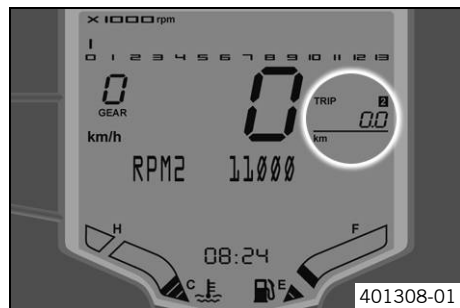 X1000 rpm
0 1 2 3 4 5 6 7 8 9 10 11 12 13
0
GEAR
0
TRIP 2
0.0
km
km/h
RPM2 11000
H F
08:24
C E
401308-01